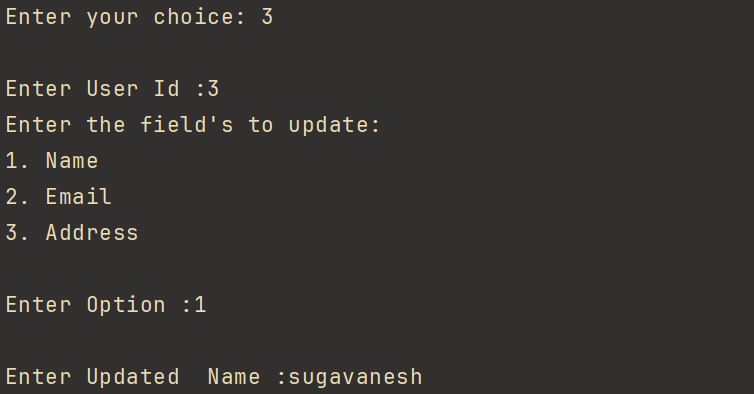 Enter your choice: 3
Enter User Id :3
Enter the field's to update:
1. Name
2. Email
3. Address
Enter Option :1
Enter Updated  Name :sugavanesh